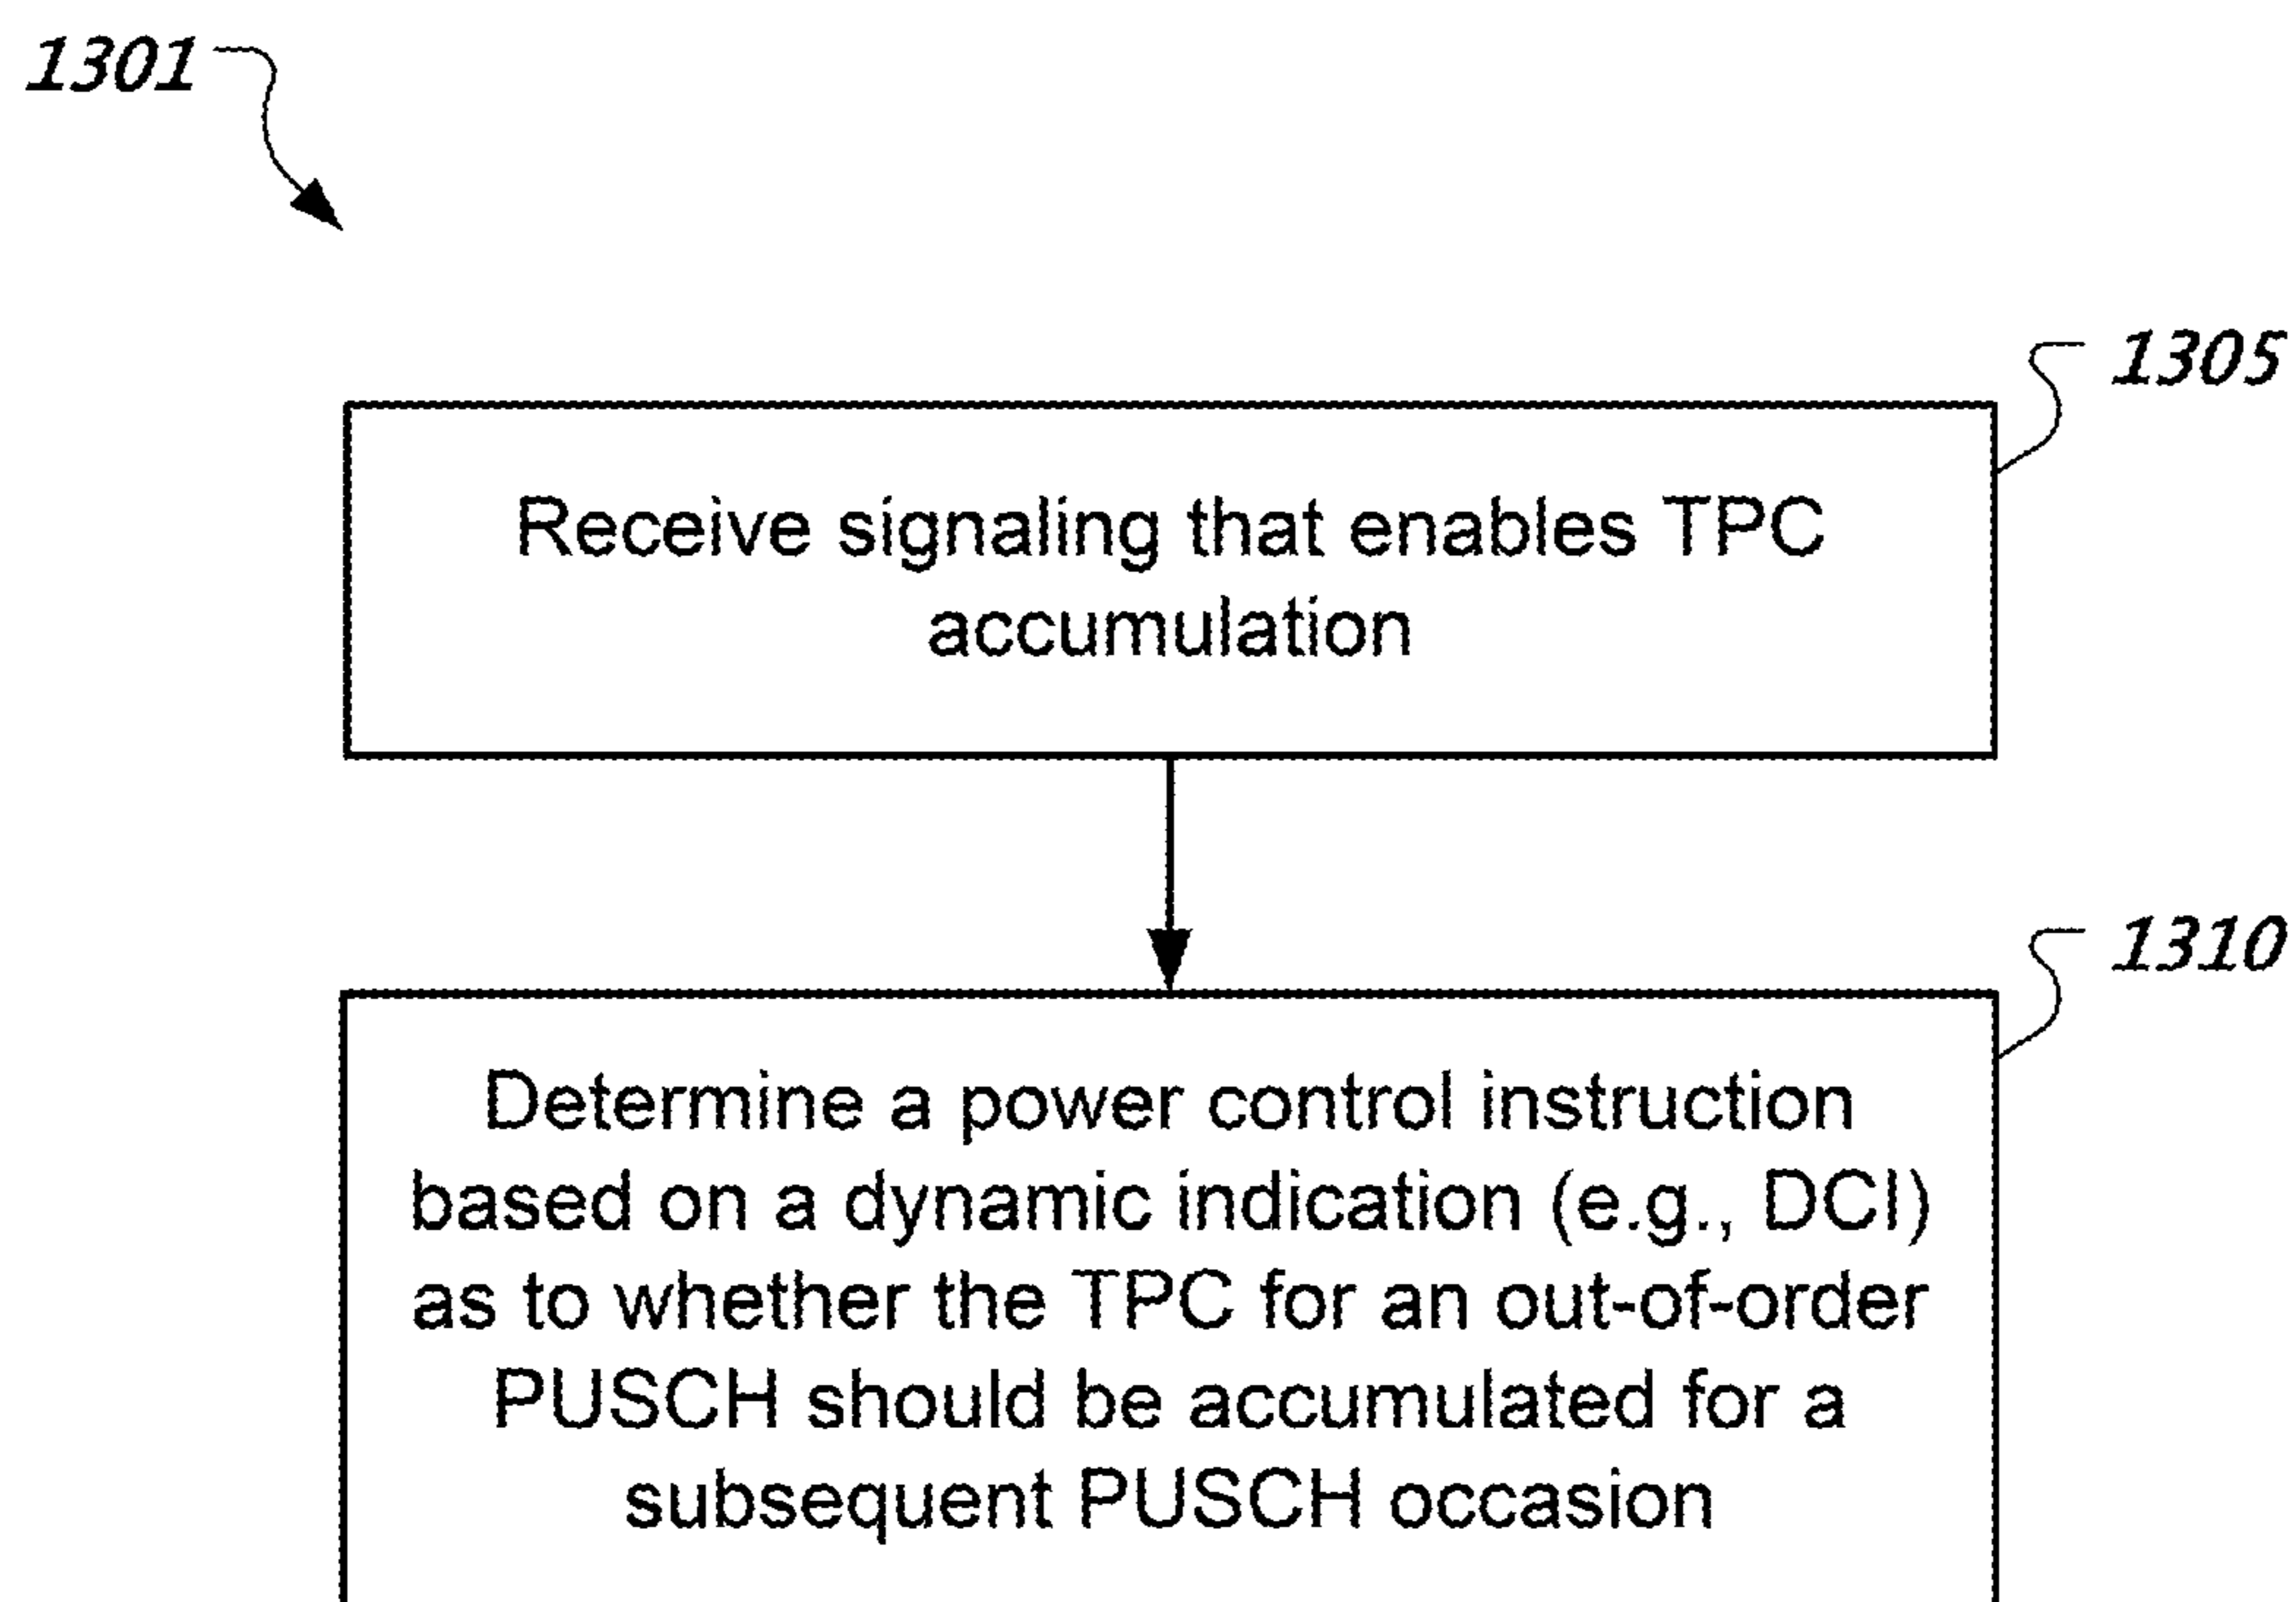 1301
1305
Receive signaling that enables TPC
accumulation
1310
Determine a power control instruction
based on a dynamic indication (e.g., DCI)
as to whether the TPC for an out-of-order
PUSCH should be accumulated for a
subsequent PUSCH occasion